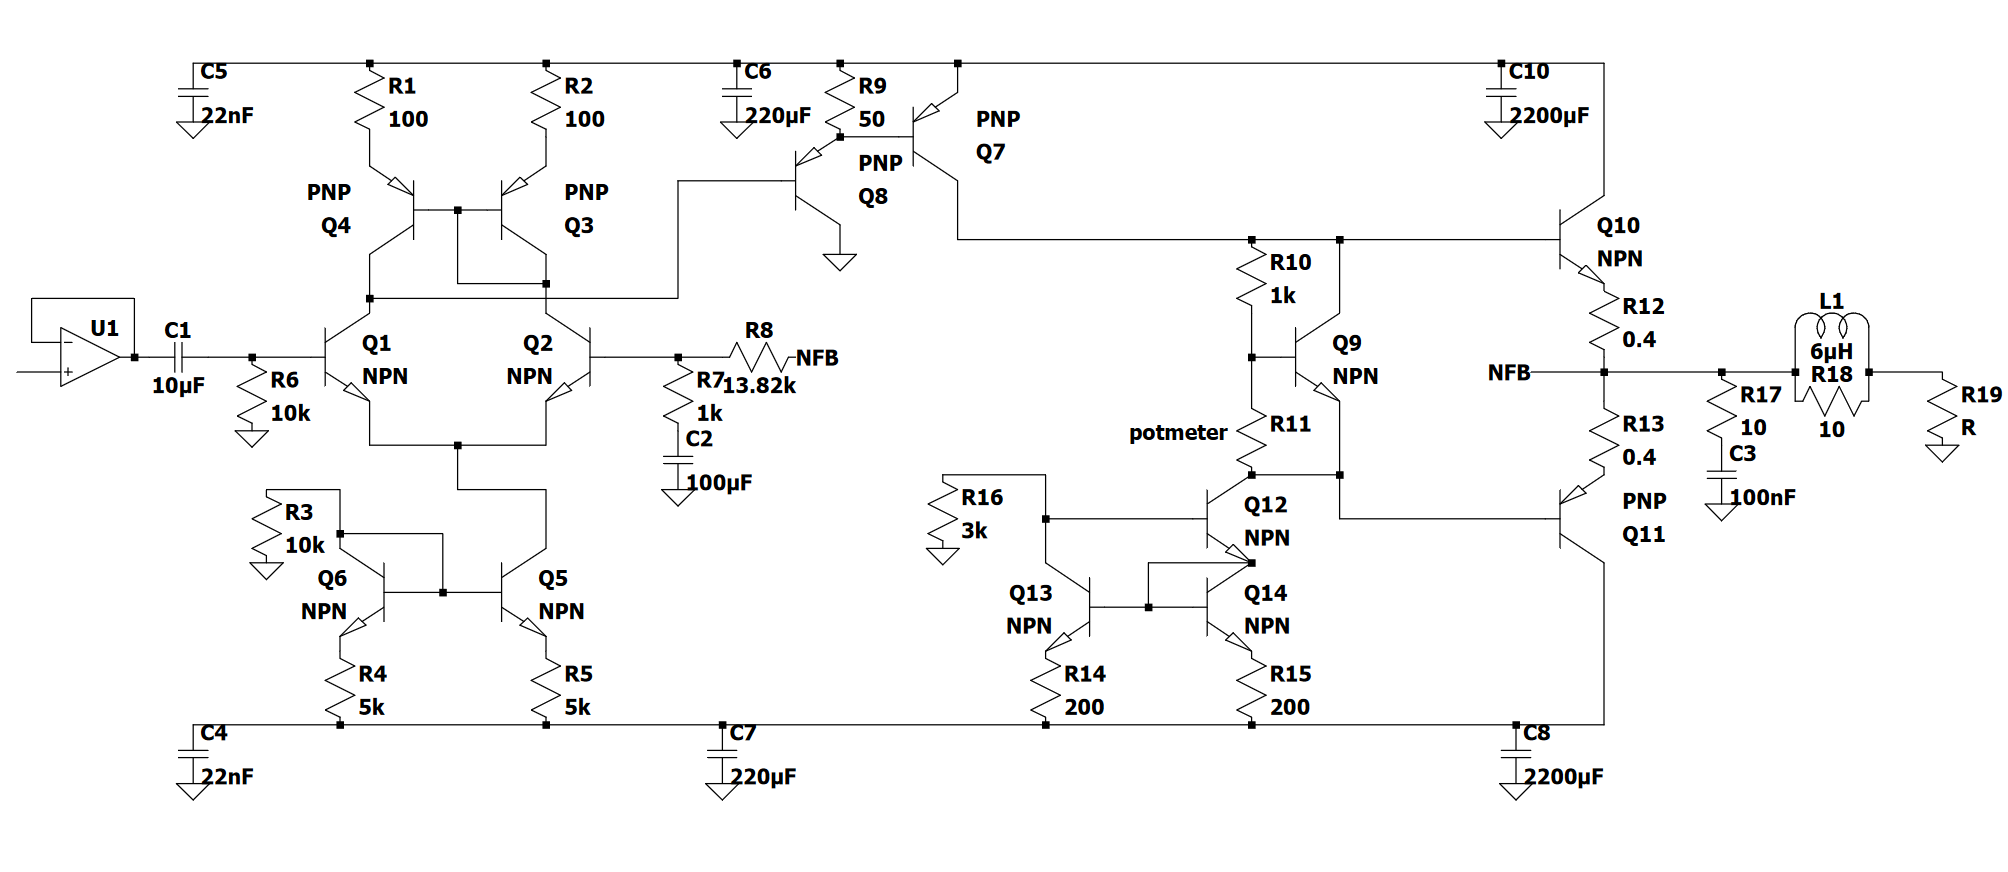 C5
22nF
R1
100
R2
100
C6
220µF
R9
50
PNP
Q7
C10
2200µF
PNP
Q4
PNP
Q3
PNP
Q8
Q10
NPN
R10
1k
R12
0.4
L1
6µH
R18
10
U1
C1
10µF
R6
10k
Q1
NPN
Q2
NPN
R8
13.82k
NFB
R7
1k
C2
100µF
Q9
NPN
NFB
R17
10
C3
100nF
R19
R
potmeter
R11
R13
0.4
R3
10k
R16
3k
Q12
NPN
PNP
Q11
Q6
NPN
Q5
NPN
Q13
NPN
Q14
NPN
R4
5k
R5
5k
R14
200
R15
200
C4
22nF
C7
220µF
C8
2200µF